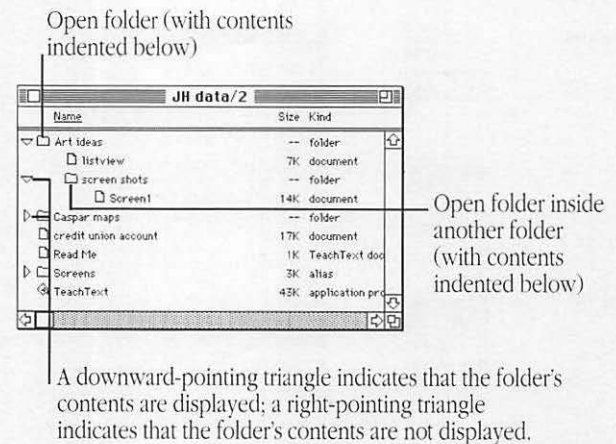 Open folder (with contents
indented below)
JH data/2
Name Size Kind
Art ideas -- folder
listview 7K document
screen shots -- folder
Screen1 14K document
Caspar maps -- folder
credit union account 17K document
Read Me 1K TeachText doc
Screens 3K alias
TeachText 43K application pro
Open folder inside
another folder
(with contents
indented below)
A downward-pointing triangle indicates that the folder's
contents are displayed; a right-pointing triangle
indicates that the folder's contents are not displayed.